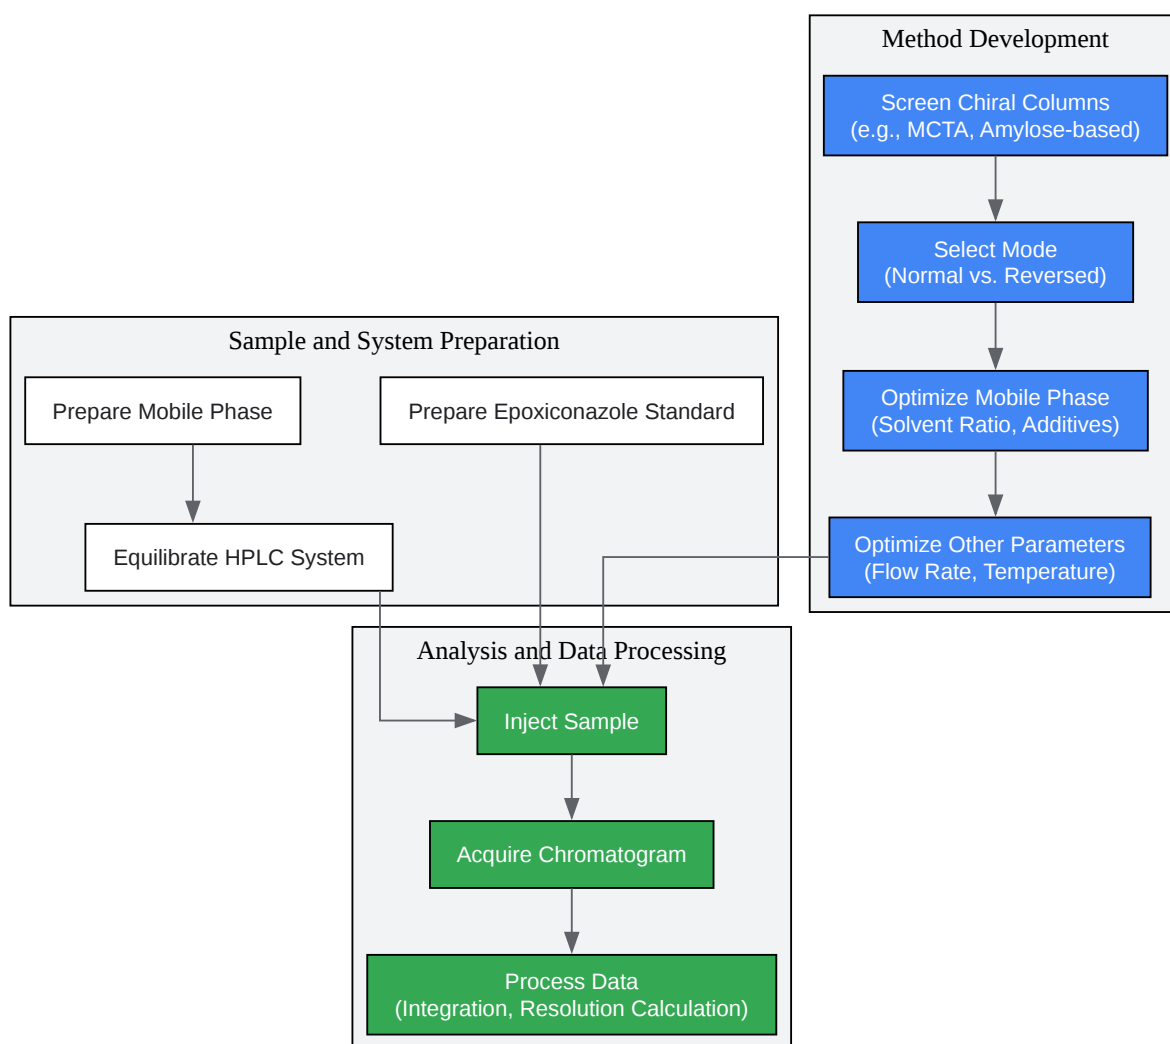 Method Development
Screen Chiral Columns
(e.g., MCTA, Amylose-based)
Select Mode
(Normal vs. Reversed)
Optimize Mobile Phase
(Solvent Ratio, Additives)
Optimize Other Parameters
(Flow Rate, Temperature)
Sample and System Preparation
Prepare Mobile Phase
Prepare Epoxiconazole Standard
Equilibrate HPLC System
Analysis and Data Processing
Inject Sample
Acquire Chromatogram
Process Data
(Integration, Resolution Calculation)